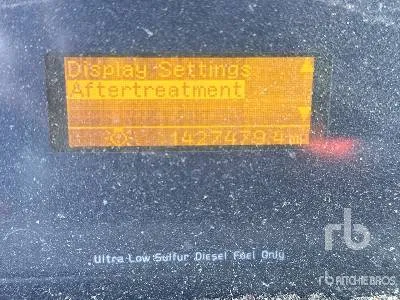 Display Settings
Aftertreatment
1427479.4 mi
Ultra Low Sulfur Diesel Fuel Only
rb
RITCHIE BROS